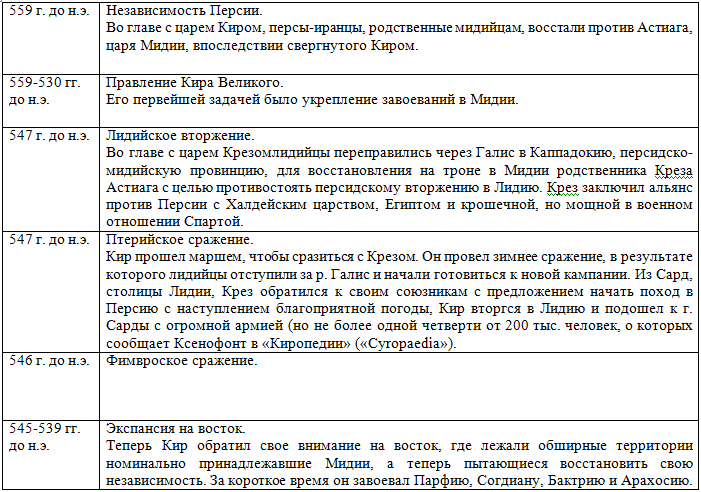 559 г. до н.э. Независимость Персии.
Во главе с царем Киром, персы-иранцы, родственные мидийцам, восстали против Астиага,
царя Мидии, впоследствии свергнутого Киром.
559-530 гг. Правление Кира Великого.
до н.э. Его первейшей задачей было укрепление завоеваний в Мидии.
547 г. до н.э. Лидийское вторжение.
Во главе с царем Крезомлидийцы переправились через Галис в Каппадокию, персидско-
мидийскую провинцию, для восстановления на троне в Мидии родственника Креза
Астиага с целью противостоять персидскому вторжению в Лидию. Крез заключил альянс
против Персии с Халдейским царством, Египтом и крошечной, но мощной в военном
отношении Спартой.
547 г. до н.э. Птерийское сражение.
Кир прошел маршем, чтобы сразиться с Крезом. Он провел зимнее сражение, в результате
которого лидийцы отступили за р. Галис и начали готовиться к новой кампании. Из Сард,
столицы Лидии, Крез обратился к своим союзникам с предложением начать поход в
Персию с наступлением благоприятной погоды, Кир вторгся в Лидию и подошел к г.
Сарды с огромной армией (но не более одной четверти от 200 тыс. человек, о которых
сообщает Ксенофонт в «Киропедии» («Cyropaedia»).
546 г. до н.э. Фимвроское сражение.
545-539 гг. Экспансия на восток.
до н.э. Теперь Кир обратил свое внимание на восток, где лежали обширные территории
номинально принадлежавшие Мидии, а теперь пытающиеся восстановить свою
независимость. За короткое время он завоевал Парфию, Согдиану, Бактрию и Арахосию.